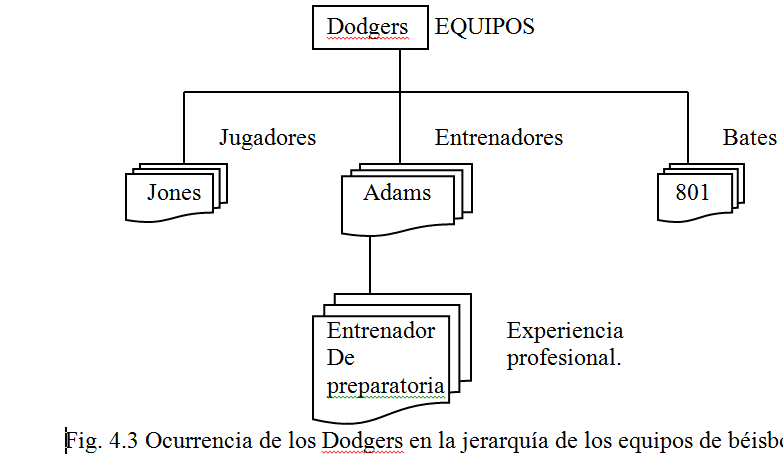 Dodgers EQUIPOS
Jugadores Entrenadores Bates
Jones Adams 801
Entrenador
De
preparatoria
Experiencia
profesional.
Fig. 4.3 Ocurrencia de los Dodgers en la jerarquía de los equipos de béisbo